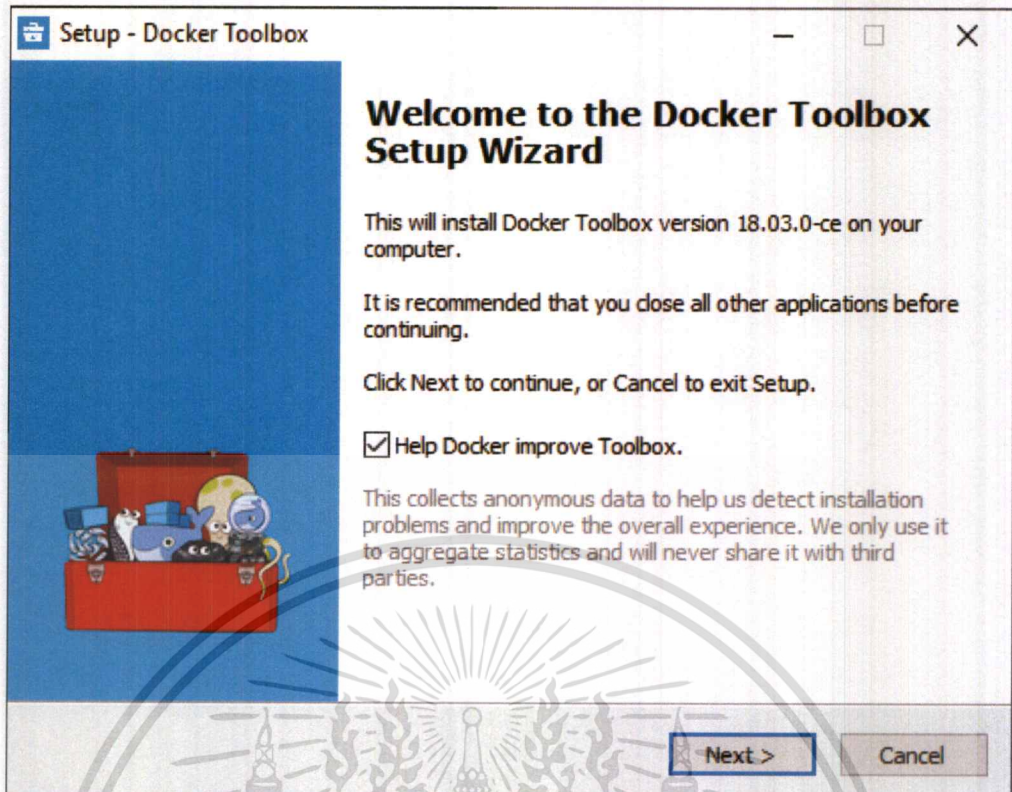 Setup - Docker Toolbox
Welcome to the Docker Toolbox
Setup Wizard
This will install Docker Toolbox version 18.03.0-ce on your
computer.
It is recommended that you close all other applications before
continuing.
Click Next to continue, or Cancel to exit Setup.
Help Docker improve Toolbox.
This collects anonymous data to help us detect installation
problems and improve the overall experience. We only use it
to aggregate statistics and will never share it with third
parties.
Next >
Cancel